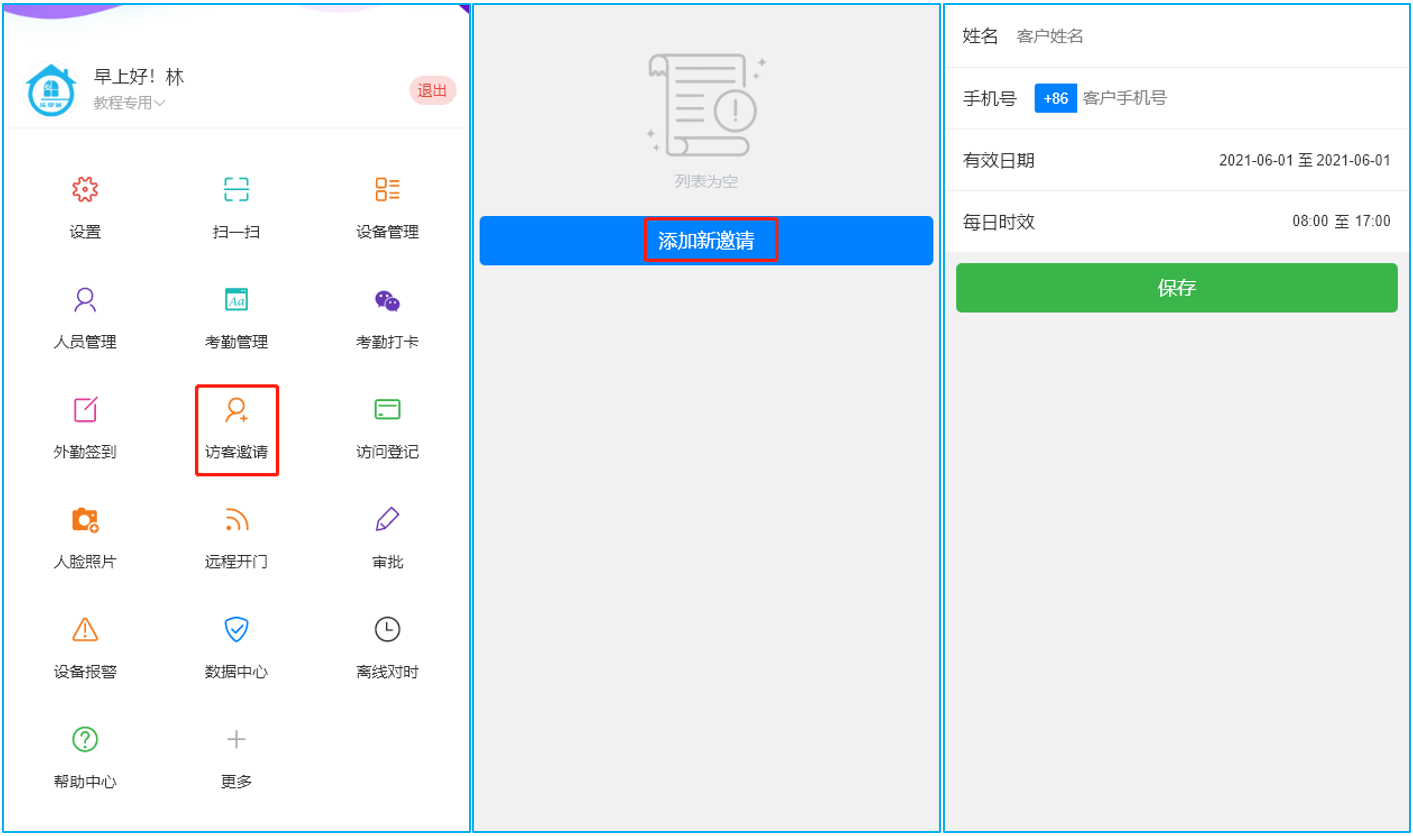 早上好！林
教程专用
退出
设置
扫一扫
设备管理
Aa
人员管理
考勤管理
考勤打卡
外勤签到
访客邀请
访问登记
人脸照片
远程开门
审批
设备报警
数据中心
离线对时
帮助中心
更多
列表为空
添加新邀请
姓名 客户姓名
手机号 +86 客户手机号
有效日期 2021-06-01 至 2021-06-01
每日时效 08:00 至 17:00
保存